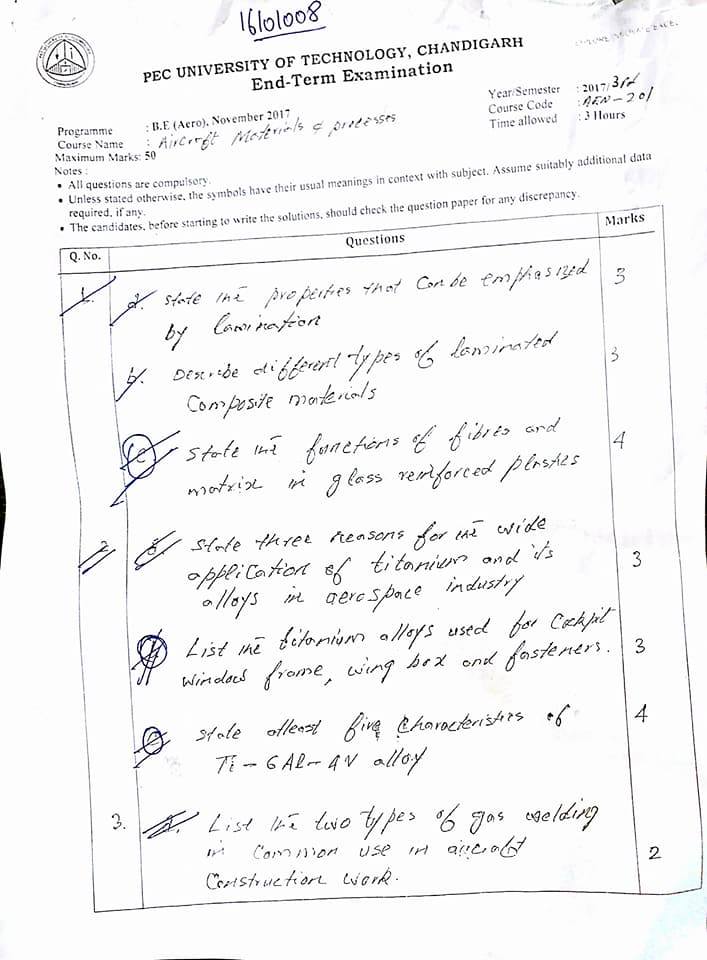 16101008
PEC UNIVERSITY OF TECHNOLOGY, CHANDIGARH
End-Term Examination
Programme : B.E (Aero), November 2017
Year/Semester : 2017/3rd
Course Name : Aircraft Materials & processes
Course Code : AEN-201
Maximum Marks: 50
Time allowed : 3 Hours
Notes :
• All questions are compulsory.
• Unless stated otherwise, the symbols have their usual meanings in context with subject. Assume suitably additional data
required, if any.
• The candidates, before starting to write the solutions, should check the question paper for any discrepancy.
Q. No. Questions Marks
1. a. State the properties that can be emphasized 3
by lamination
b. Describe different types of laminated 3
Composite materials
c State the functions of fibres and 4
matrix in glass reinforced plastics
2. State three reasons for the wide
application of titanium and its 3
alloys in aerospace industry
List the titanium alloys used for Cockpit
window frame, wing box and fasteners. 3
c State atleast five characteristics of 4
Ti-6Al-4V alloy
3. a. List the two types of gas welding
in common use in aircraft 2
Construction work.